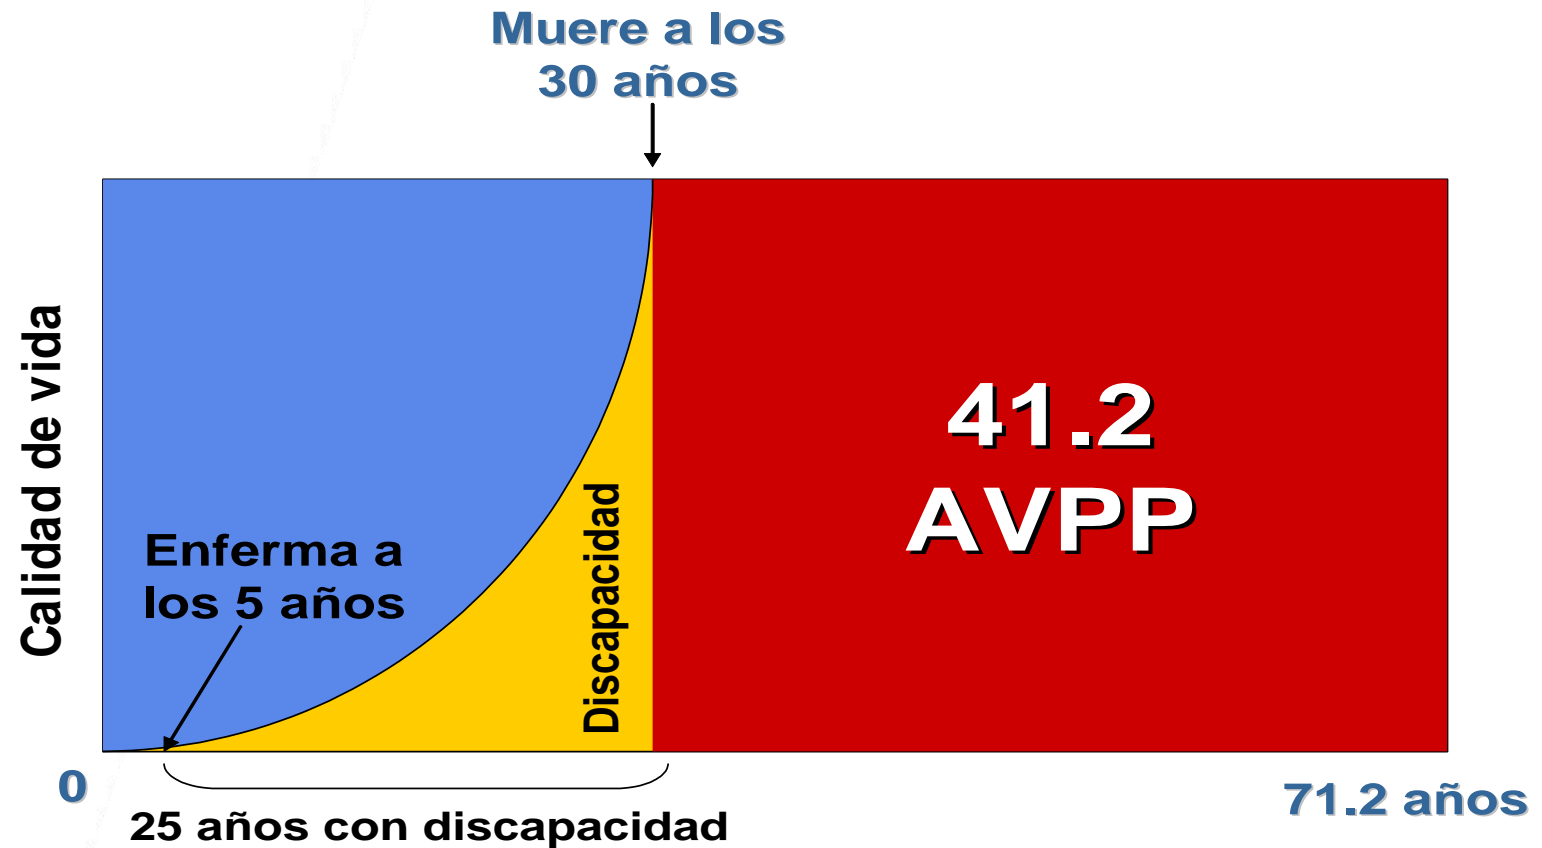 Muere a los
30 años
Calidad de vida
Enferma a
los 5 años
Discapacidad
41.2
AVPP
0
71.2 años
25 años con discapacidad